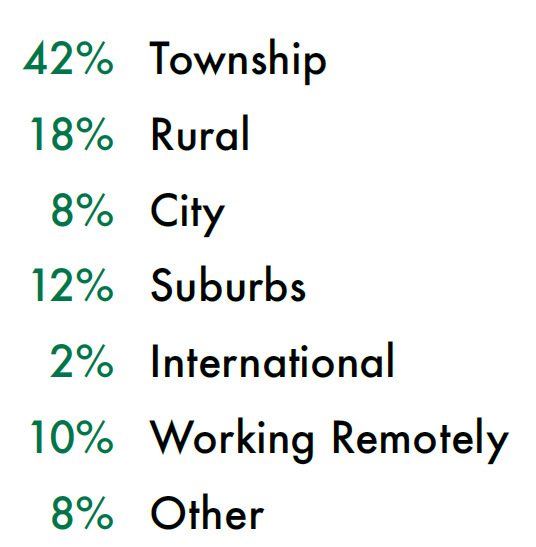 42% Township
18% Rural
8% City
12% Suburbs
2% International
10% Working Remotely
8% Other